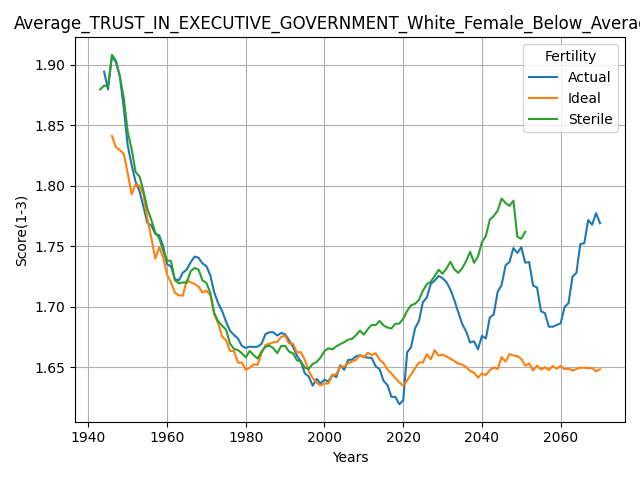 Average_TRUST_IN_EXECUTIVE_GOVERNMENT_White_Female_Below_Avera
Fertility
Actual
Ideal
Sterile
Score(1-3)
1.90
1.85
1.80
1.75
1.70
1.65
1940 1960 1980 2000 2020 2040 2060
Years